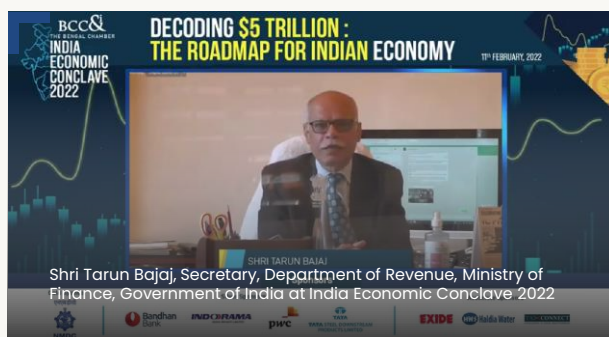 BCC&I
THE BENGAL CHAMBER
INDIA
ECONOMIC
CONCLAVE
2022
DECODING $5 TRILLION :
THE ROADMAP FOR INDIAN ECONOMY
11th FEBRUARY, 2022
SHRI TARUN BAJAJ
Shri Tarun Bajaj, Secretary, Department of Revenue, Ministry of
Finance, Government of India at India Economic Conclave 2022
Sponsors
Bandhan
Bank
INDORAMA
pwc
TATA
EXIDE
Haldia Water